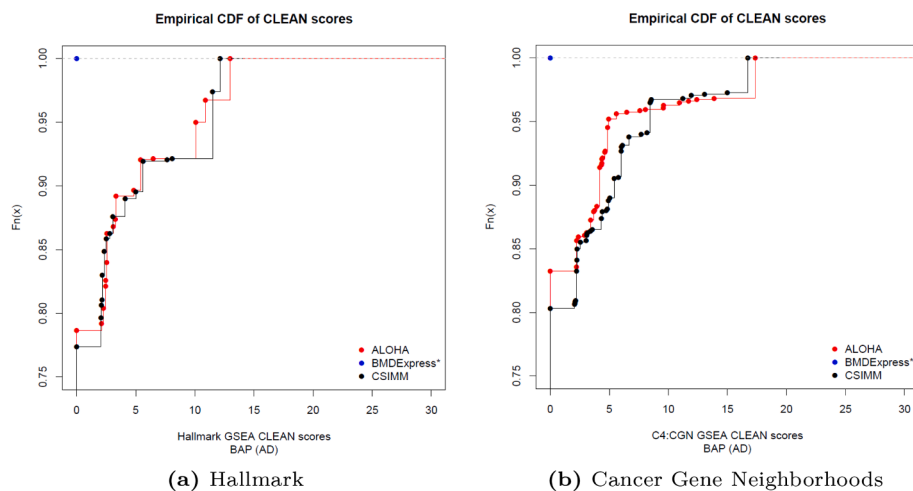 Empirical CDF of CLEAN scores
Fn(x)
1.00
0.95
0.90
0.85
0.80
0.75
ALOHA
BMDExpress*
CSIMM
0 5 10 15 20 25 30
Hallmark GSEA CLEAN scores
BAP (AD)
(a) Hallmark
Empirical CDF of CLEAN scores
Fn(x)
1.00
0.95
0.90
0.85
0.80
0.75
ALOHA
BMDExpress*
CSIMM
0 5 10 15 20 25 30
C4:CGN GSEA CLEAN scores
BAP (AD)
(b) Cancer Gene Neighborhoods